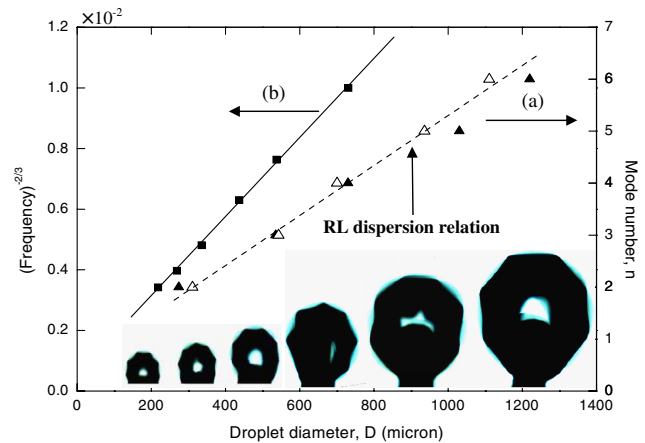 ×10⁻²
1.2
1.0
0.8
0.6
0.4
0.2
0.0
(Frequency)⁻²/³
7
6
5
4
3
2
1
0
Mode number, n
(b)
(a)
RL dispersion relation
0 200 400 600 800 1000 1200 1400
Droplet diameter, D (micron)